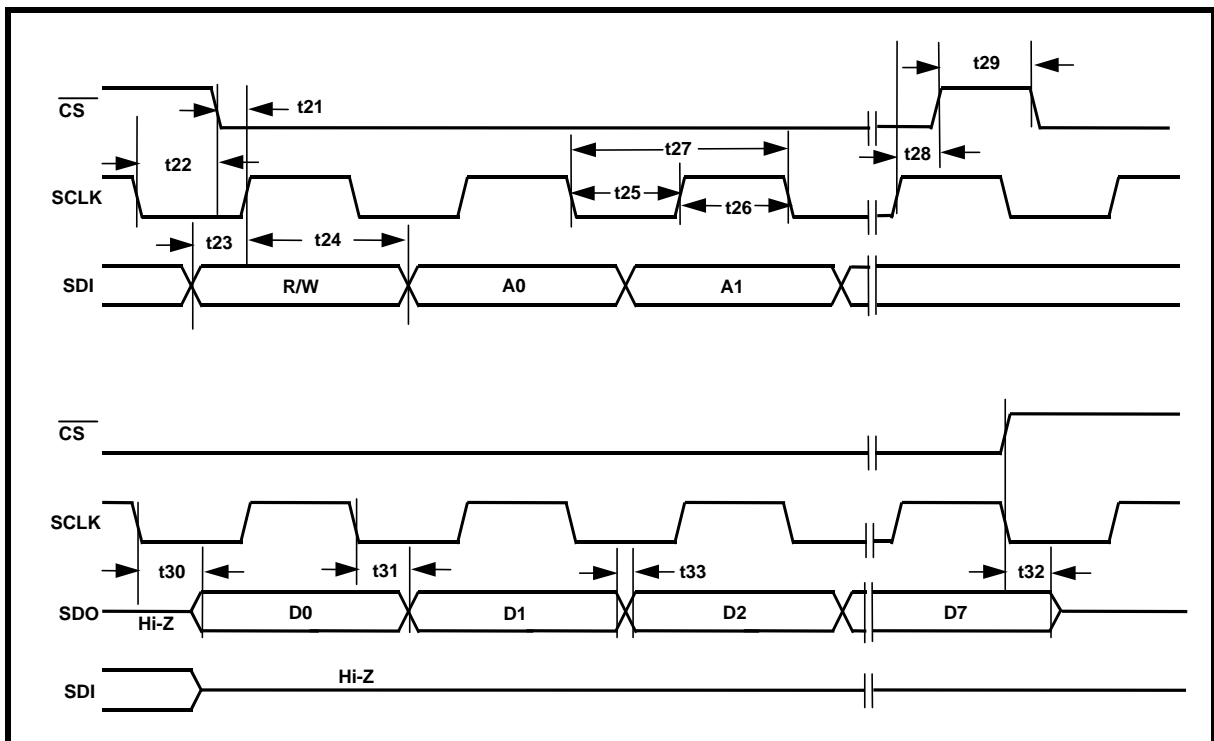 t29
CS
t21
t27
t22
t28
SCLK
t25
t26
t23
t24
SDI
R/W
A0
A1
CS
SCLK
t30
t31
t33
t32
SDO
Hi-Z
D0
D1
D2
D7
Hi-Z
SDI